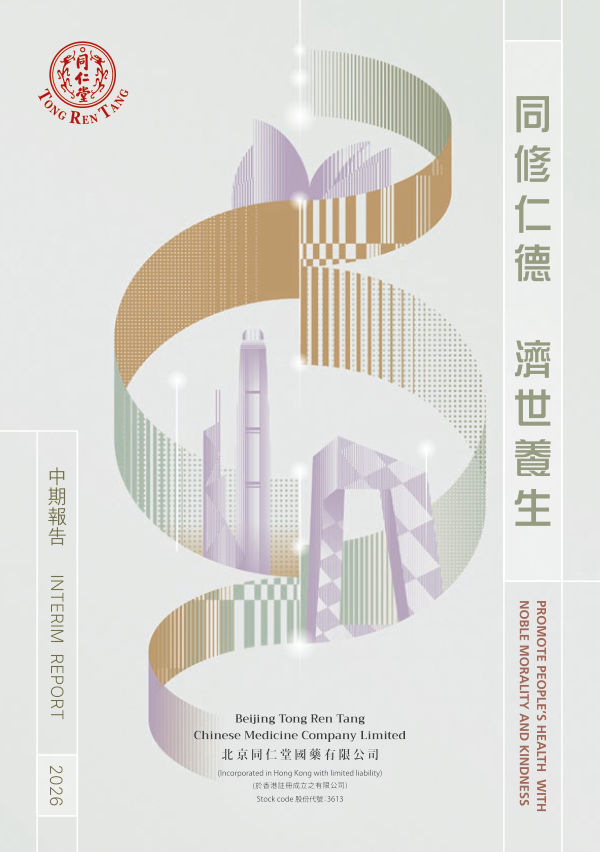 同仁堂
TONG REN TANG
同修仁德 濟世養生
PROMOTE PEOPLE'S HEALTH WITH
NOBLE MORALITY AND KINDNESS
中期報告 INTERIM REPORT
2026
Beijing Tong Ren Tang
Chinese Medicine Company Limited
北京同仁堂國藥有限公司
(Incorporated in Hong Kong with limited liability)
(於香港註冊成立之有限公司)
Stock code 股份代號: 3613